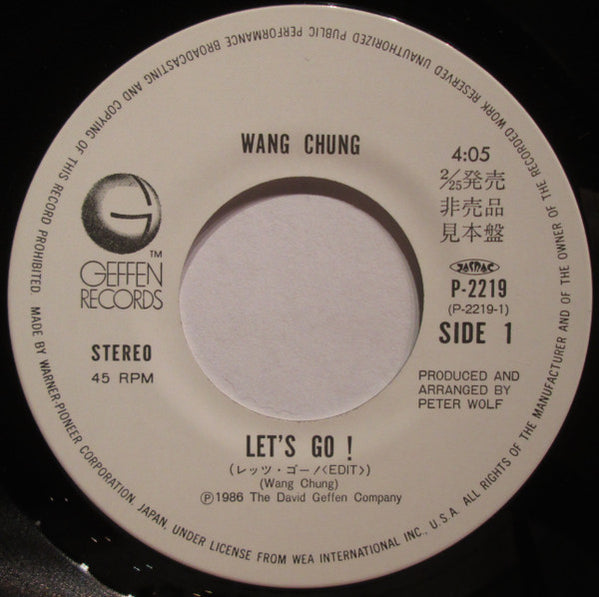 WANG CHUNG
4:05
2/25発売
非売品
見本盤
G
™
GEFFEN
RECORDS
JASRAC
P-2219
(P-2219-1)
SIDE 1
STEREO
45 RPM
PRODUCED AND
ARRANGED BY
PETER WOLF
LET'S GO !
(レッツ・ゴー!〈EDIT〉)
(Wang Chung)
Ⓟ1986 The David Geffen Company
MADE BY WARNER-PIONEER CORPORATION, JAPAN, UNDER LICENSE FROM WEA INTERNATIONAL INC., U.S.A. ALL RIGHTS OF THE MANUFACTURER AND OF THE OWNER OF THE RECORDED WORK RESERVED UNAUTHORIZED PUBLIC PERFORMANCE BROADCASTING AND COPYING OF THIS RECORD PROHIBITED.